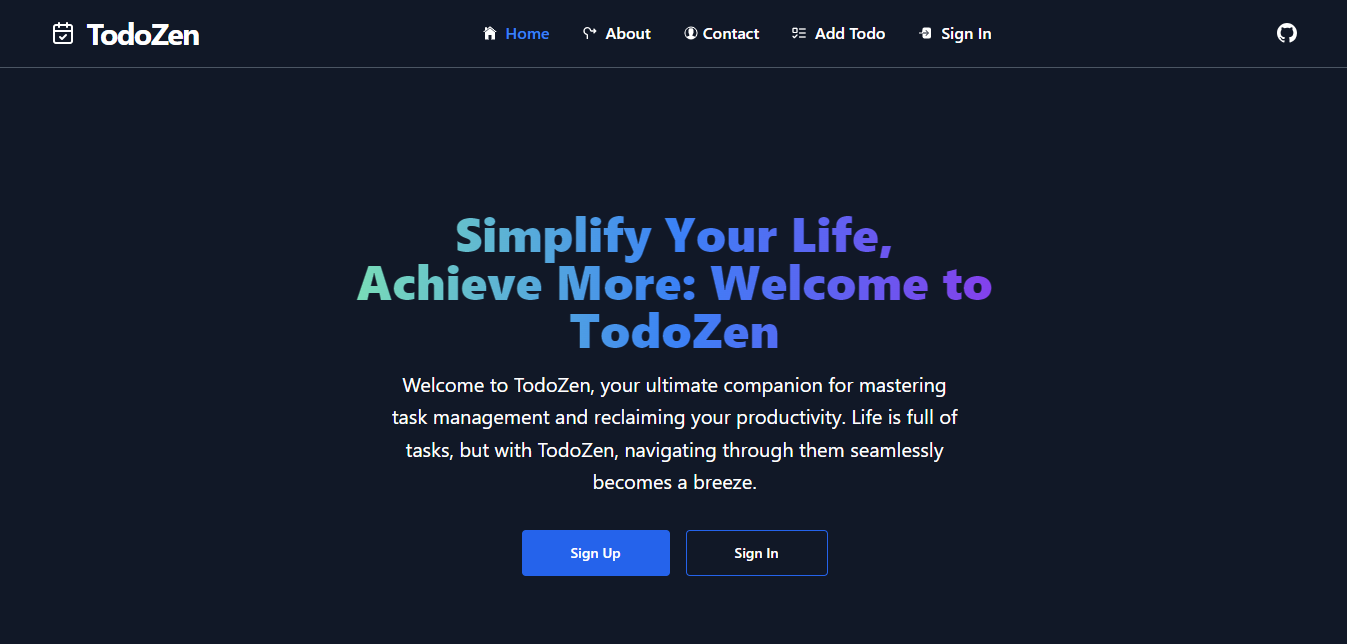 TodoZen
Home About Contact Add Todo Sign In
Simplify Your Life,
Achieve More: Welcome to
TodoZen
Welcome to TodoZen, your ultimate companion for mastering
task management and reclaiming your productivity. Life is full of
tasks, but with TodoZen, navigating through them seamlessly
becomes a breeze.
Sign Up Sign In